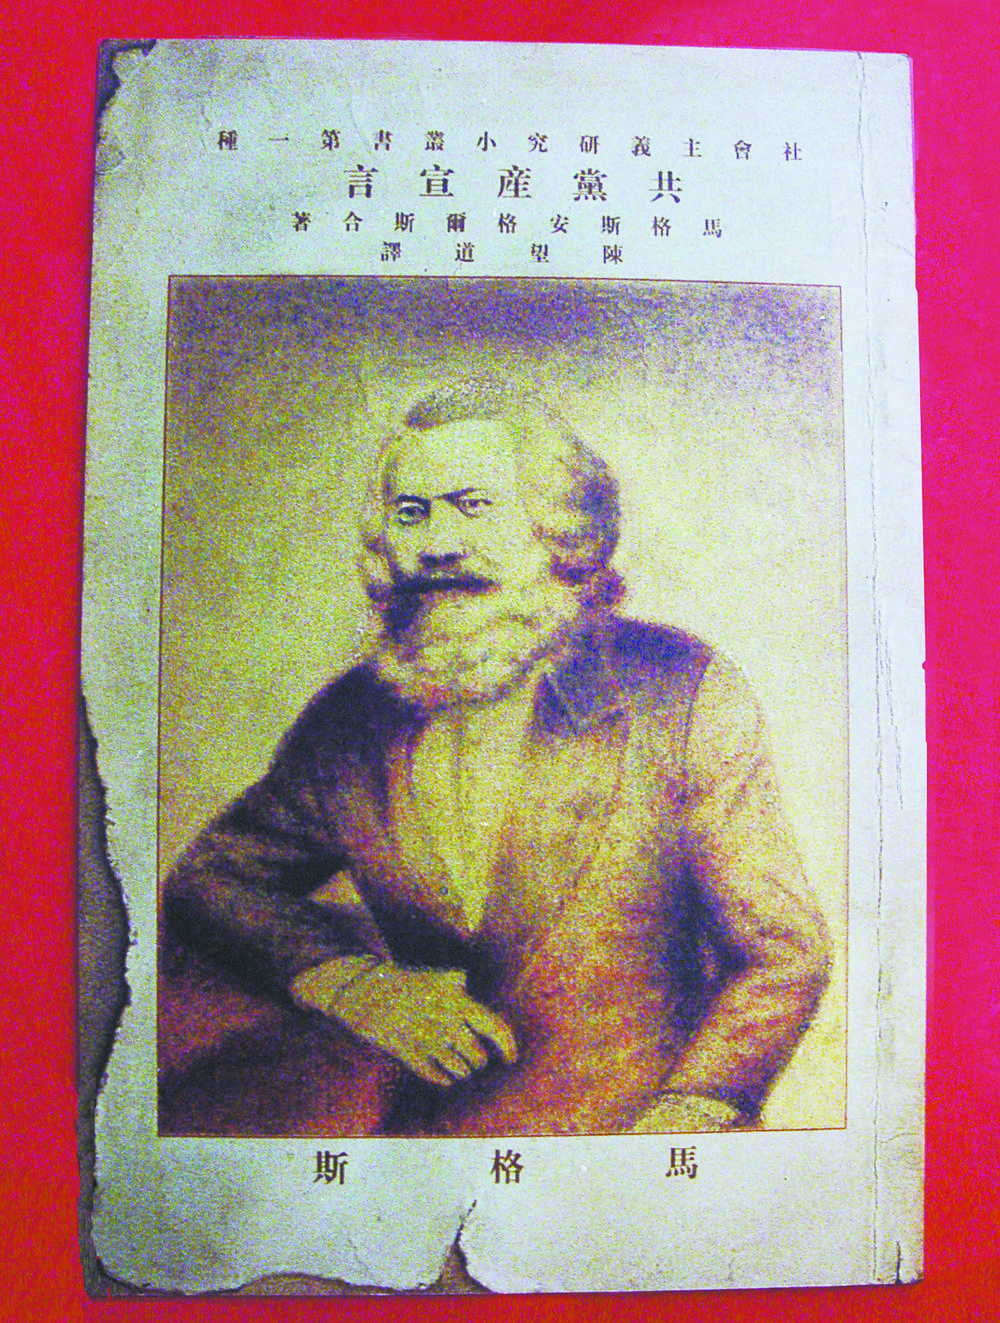 社會主義研究小叢書第一種
共黨産宣言
馬格斯安格爾斯合著
陳望道譯
馬格斯